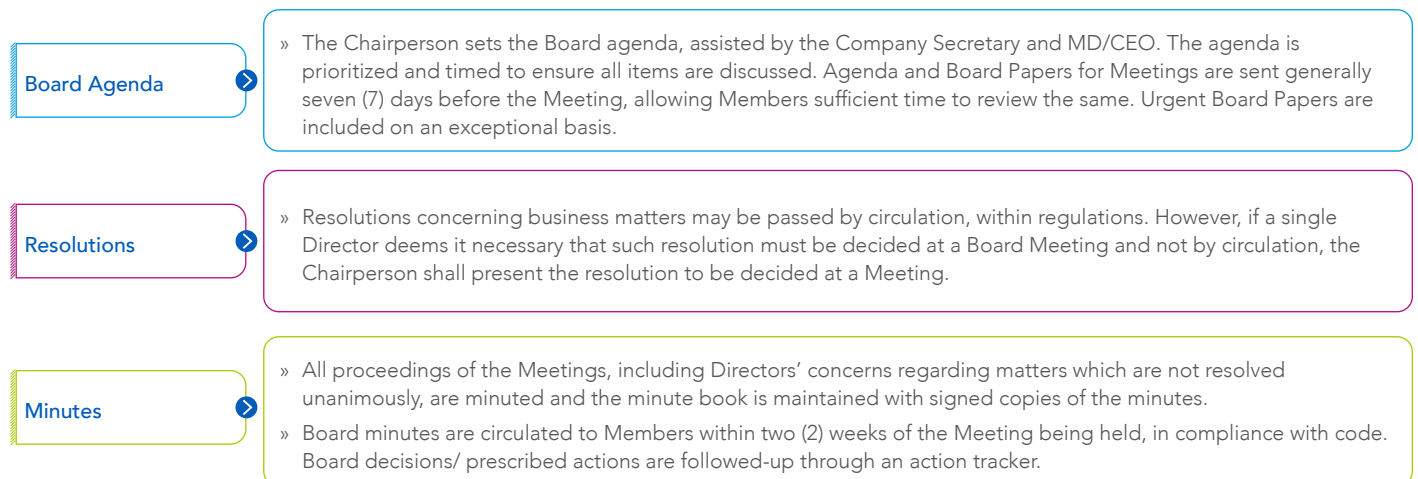 Board Agenda
» The Chairperson sets the Board agenda, assisted by the Company Secretary and MD/CEO. The agenda is
prioritized and timed to ensure all items are discussed. Agenda and Board Papers for Meetings are sent generally
seven (7) days before the Meeting, allowing Members sufficient time to review the same. Urgent Board Papers are
included on an exceptional basis.
Resolutions
» Resolutions concerning business matters may be passed by circulation, within regulations. However, if a single
Director deems it necessary that such resolution must be decided at a Board Meeting and not by circulation, the
Chairperson shall present the resolution to be decided at a Meeting.
Minutes
» All proceedings of the Meetings, including Directors’ concerns regarding matters which are not resolved
unanimously, are minuted and the minute book is maintained with signed copies of the minutes.
» Board minutes are circulated to Members within two (2) weeks of the Meeting being held, in compliance with code.
Board decisions/ prescribed actions are followed-up through an action tracker.